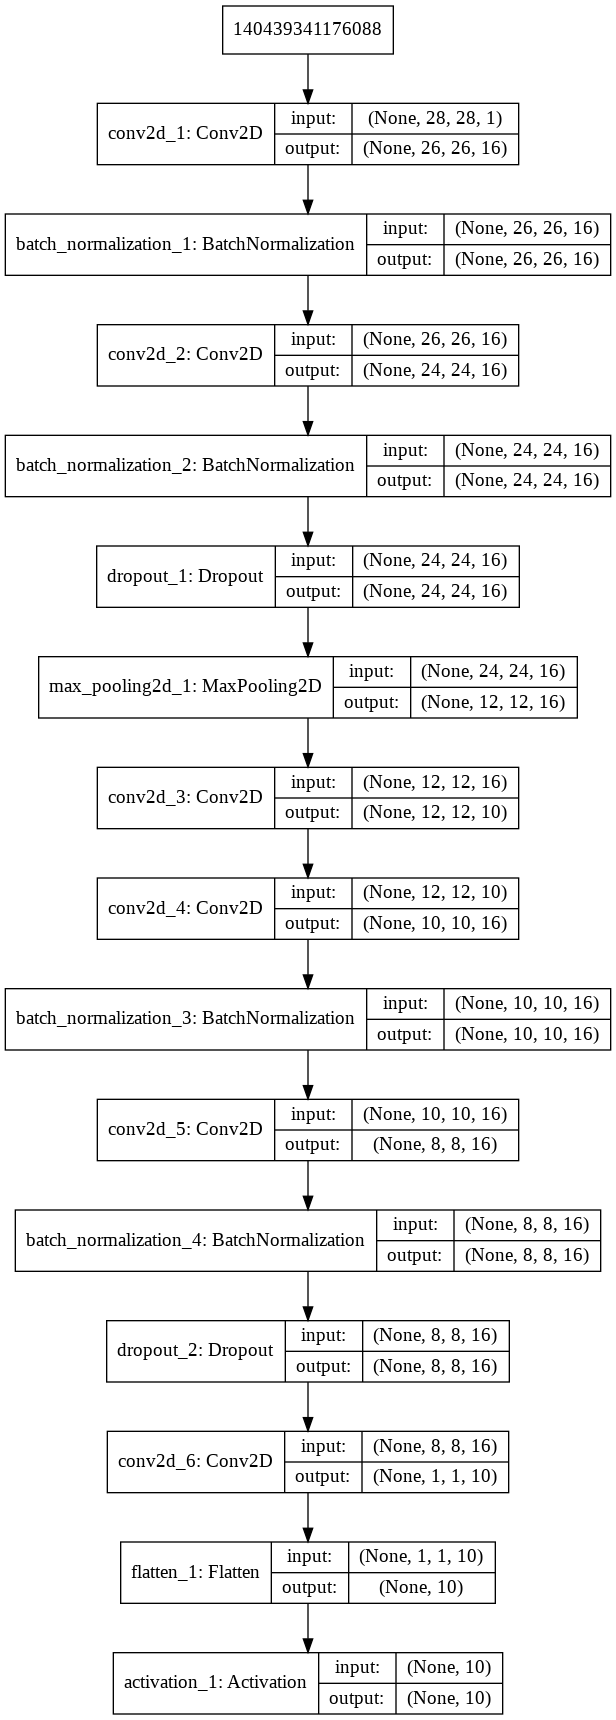 140439341176088
conv2d_1: Conv2D
input: (None, 28, 28, 1)
output: (None, 26, 26, 16)
batch_normalization_1: BatchNormalization
input: (None, 26, 26, 16)
output: (None, 26, 26, 16)
conv2d_2: Conv2D
input: (None, 26, 26, 16)
output: (None, 24, 24, 16)
batch_normalization_2: BatchNormalization
input: (None, 24, 24, 16)
output: (None, 24, 24, 16)
dropout_1: Dropout
input: (None, 24, 24, 16)
output: (None, 24, 24, 16)
max_pooling2d_1: MaxPooling2D
input: (None, 24, 24, 16)
output: (None, 12, 12, 16)
conv2d_3: Conv2D
input: (None, 12, 12, 16)
output: (None, 12, 12, 10)
conv2d_4: Conv2D
input: (None, 12, 12, 10)
output: (None, 10, 10, 16)
batch_normalization_3: BatchNormalization
input: (None, 10, 10, 16)
output: (None, 10, 10, 16)
conv2d_5: Conv2D
input: (None, 10, 10, 16)
output: (None, 8, 8, 16)
batch_normalization_4: BatchNormalization
input: (None, 8, 8, 16)
output: (None, 8, 8, 16)
dropout_2: Dropout
input: (None, 8, 8, 16)
output: (None, 8, 8, 16)
conv2d_6: Conv2D
input: (None, 8, 8, 16)
output: (None, 1, 1, 10)
flatten_1: Flatten
input: (None, 1, 1, 10)
output: (None, 10)
activation_1: Activation
input: (None, 10)
output: (None, 10)